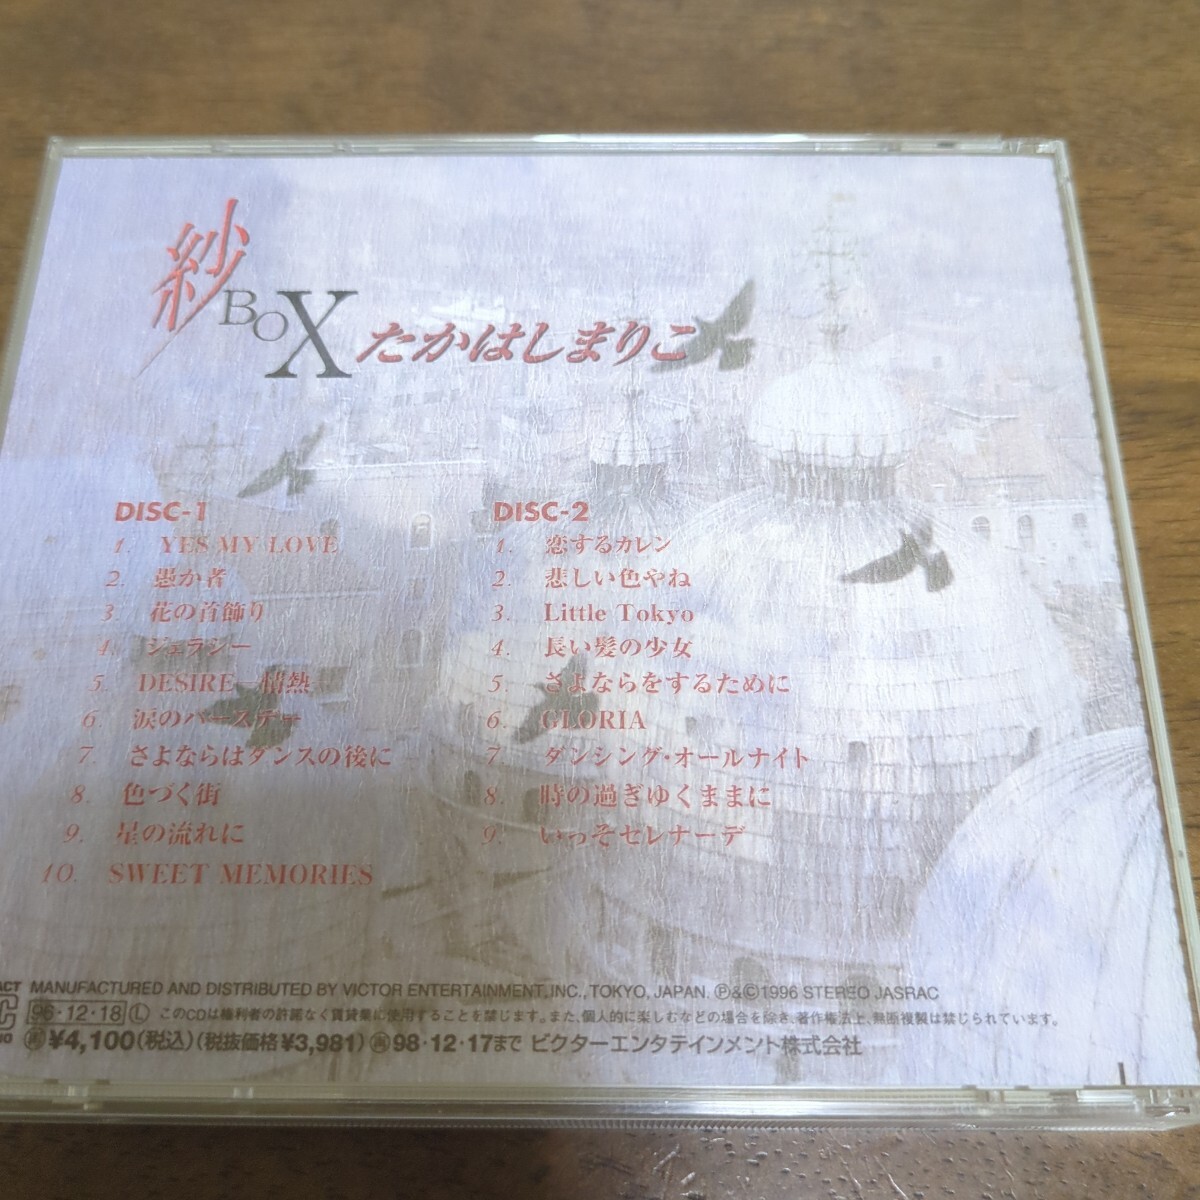 紗BOX たかはしまりこ
DISC-1
1. YES MY LOVE
2. 愚か者
3. 花の首飾り
4. ジェラシー
5. DESIRE—情熱
6. 涙のバースデー
7. さよならはダンスの後に
8. 色づく街
9. 星の流れに
10. SWEET MEMORIES
DISC-2
1. 恋するカレン
2. 悲しい色やね
3. Little Tokyo
4. 長い髪の少女
5. さよならをするために
6. GLORIA
7. ダンシング・オールナイト
8. 時の過ぎゆくままに
9. いっそセレナーデ
MANUFACTURED AND DISTRIBUTED BY VICTOR ENTERTAINMENT, INC., TOKYO, JAPAN. Ⓟ&©1996 STEREO JASRAC
96・12・18 Ⓛ このCDは権利者の許諾なく賃貸業に使用することを禁じます。また、個人的に楽しむなどの場合を除き、著作権法上、無断複製は禁じられています。
¥4,100(税込)(税抜価格¥3,981) 98・12・17まで ビクターエンタテインメント株式会社